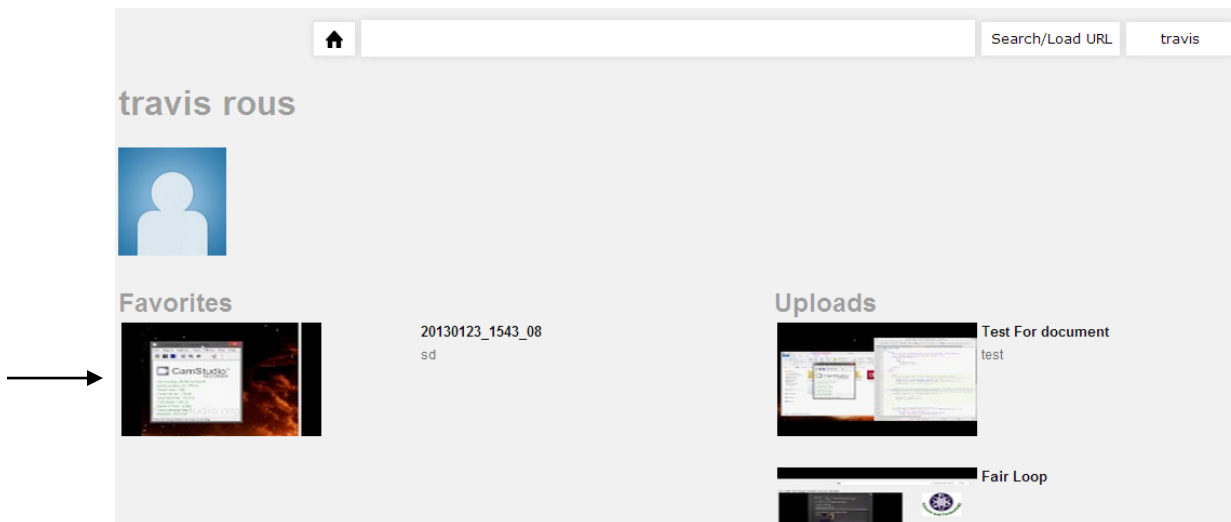 Search/Load URL travis
travis rous
Favorites
20130123_1543_08
sd
CamStudio
Uploads
Test For document
test
Fair Loop